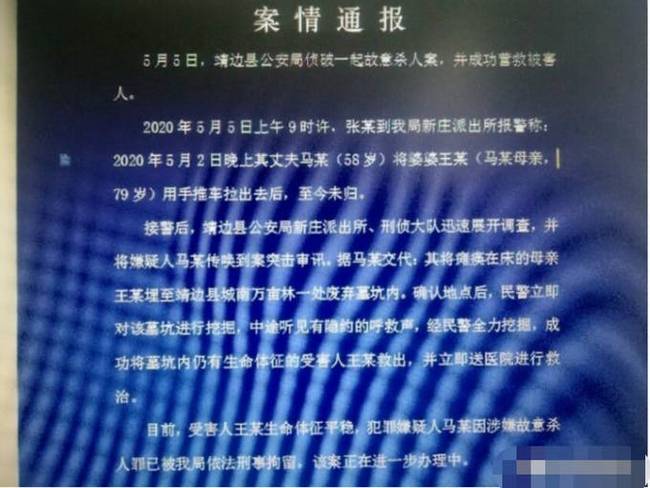 案情通报
5月5日，靖边县公安局侦破一起故意杀人案，并成功营救被害
人。
2020年5月5日上午9时许，张某到我局新庄派出所报警称：
2020年5月2日晚上其丈夫马某（58岁）将婆婆王某（马某母亲，
79岁）用手推车拉出去后，至今未归。
接警后，靖边县公安局新庄派出所、刑侦大队迅速展开调查，并
将嫌疑人马某传唤到案突击审讯。据马某交代：其将瘫痪在床的母亲
王某埋至靖边县城南万亩林一处废弃墓坑内。确认地点后，民警立即
对该墓坑进行挖掘，中途听见有隐约的呼救声，经民警全力挖掘，成
功将墓坑内仍有生命体征的受害人王某救出，并立即送医院进行救
治。
目前，受害人王某生命体征平稳，犯罪嫌疑人马某因涉嫌故意杀
人罪已被我局依法刑事拘留，该案正在进一步办理中。